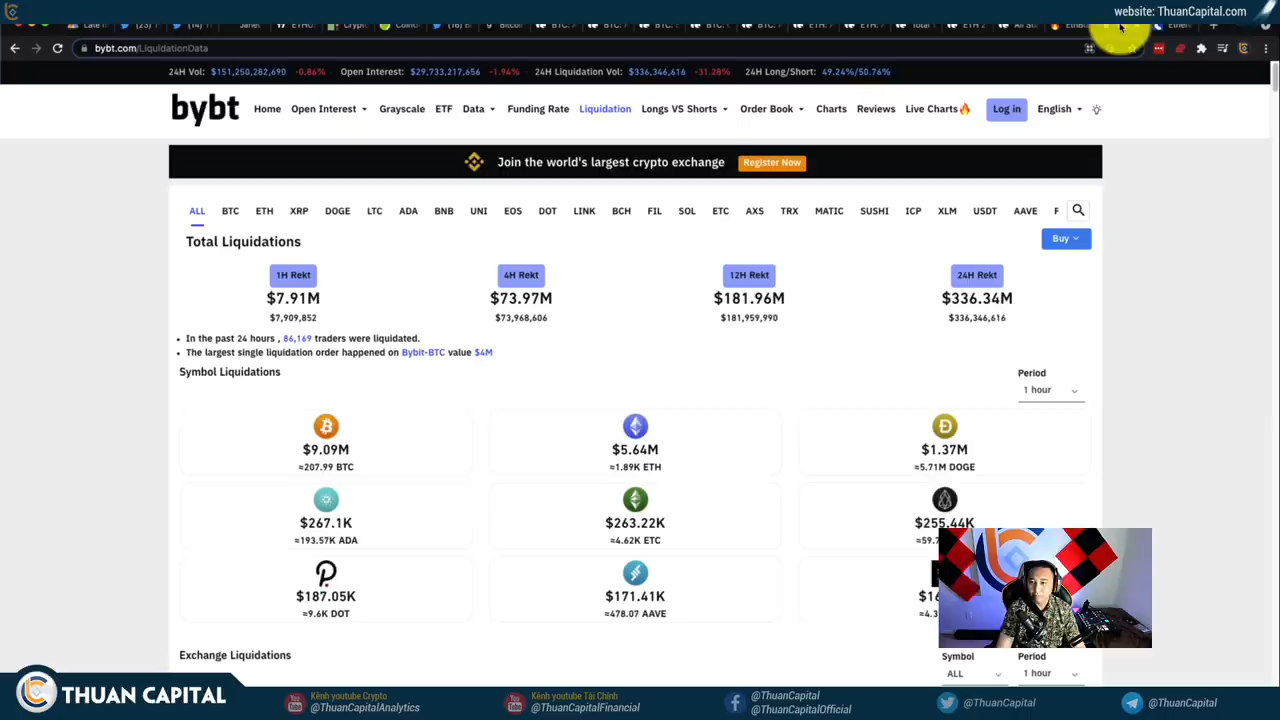 website: ThuanCapital.com
bybt.com/LiquidationData
24H Vol: $151,250,282,690 -0.86% Open Interest: $29,733,217,656 -1.94% 24H Liquidation Vol: $336,346,616 -31.28% 24H Long/Short: 49.24%/50.76%
bybt Home Open Interest Grayscale ETF Data Funding Rate Liquidation Longs VS Shorts Order Book Charts Reviews Live Charts🔥 Log in English
Join the world's largest crypto exchange Register Now
ALL BTC ETH XRP DOGE LTC ADA BNB UNI EOS DOT LINK BCH FIL SOL ETC AXS TRX MATIC SUSHI ICP XLM USDT AAVE F
Total Liquidations Buy
1H Rekt 4H Rekt 12H Rekt 24H Rekt
$7.91M $73.97M $181.96M $336.34M
$7,909,852 $73,968,606 $181,959,990 $336,346,616
• In the past 24 hours , 86,169 traders were liquidated.
• The largest single liquidation order happened on Bybit-BTC value $4M
Symbol Liquidations Period
1 hour
$9.09M $5.64M $1.37M
≈207.99 BTC ≈1.89K ETH ≈5.71M DOGE
$267.1K $263.22K $255.44K
≈193.57K ADA ≈4.62K ETC ≈59.7
$187.05K $171.41K $16
≈9.6K DOT ≈478.07 AAVE ≈4.3
Exchange Liquidations Symbol Period
ALL 1 hour
THUAN CAPITAL
Kênh youtube Crypto
@ThuanCapitalAnalytics
Kênh youtube Tài Chính
@ThuanCapitalFinancial
@ThuanCapital
@ThuanCapitalOfficial
@ThuanCapital
@ThuanCapital